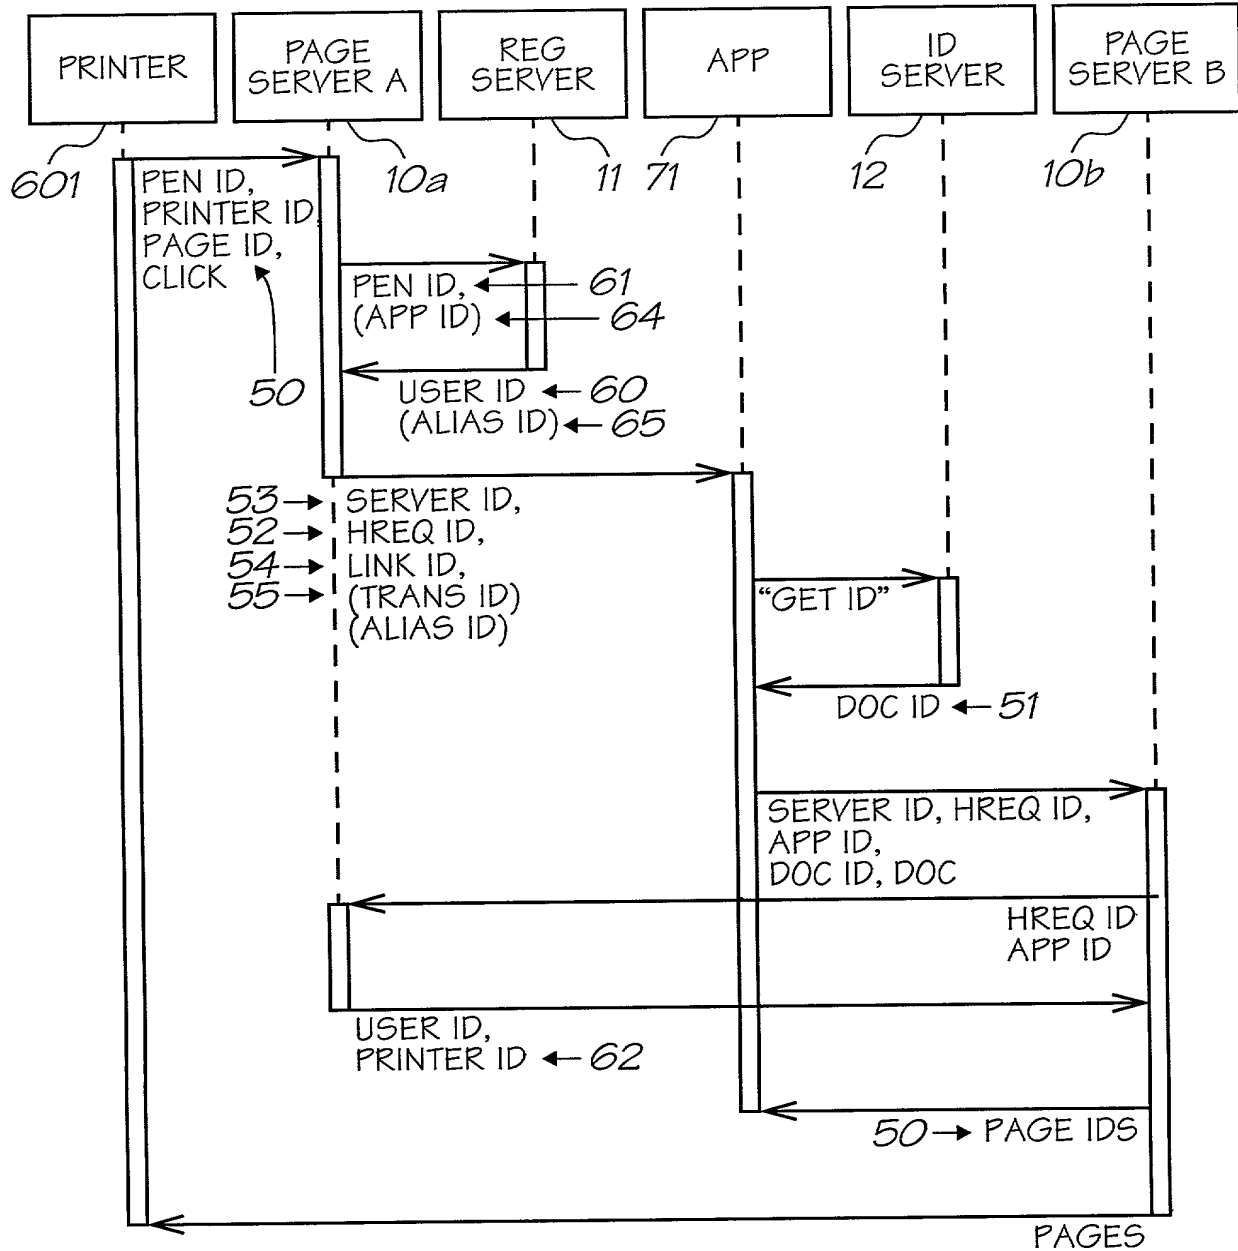 PRINTER
PAGE
SERVER A
REG
SERVER
APP
ID
SERVER
PAGE
SERVER B
601
10a
11
71
12
10b
PEN ID,
PRINTER ID
PAGE ID,
CLICK
50
PEN ID,
61
(APP ID)
64
USER ID
60
(ALIAS ID)
65
53
SERVER ID,
52
HREQ ID,
54
LINK ID,
55
(TRANS ID)
(ALIAS ID)
"GET ID"
DOC ID
51
SERVER ID, HREQ ID,
APP ID,
DOC ID, DOC
HREQ ID
APP ID
USER ID,
PRINTER ID
62
50
PAGE IDS
PAGES